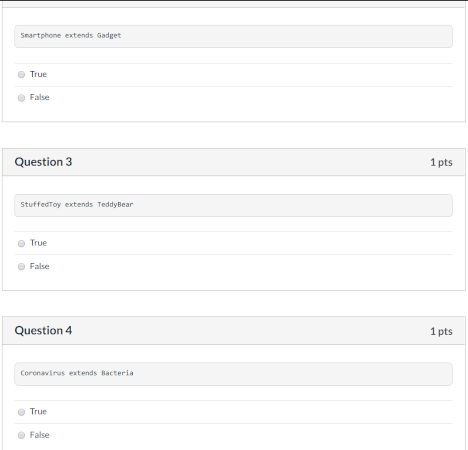 Smartphone extends Gadget
True
False
Question 3
1 pts
StuffedToy extends TeddyBear
True
False
Question 4
1 pts
Coronavirus extends Bacteria
True
False